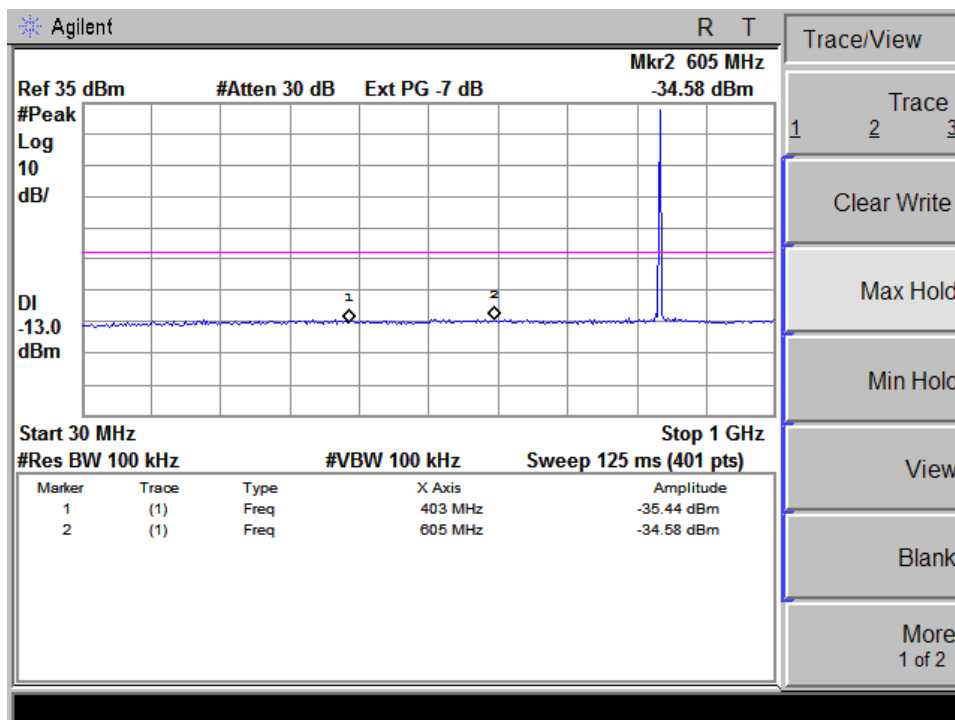 Agilent R T
Trace/View
Mkr2 605 MHz
Ref 35 dBm #Atten 30 dB Ext PG -7 dB -34.58 dBm
#Peak
Log
10
dB/
DI
-13.0
dBm
1
2
Start 30 MHz Stop 1 GHz
#Res BW 100 kHz #VBW 100 kHz Sweep 125 ms (401 pts)
Marker Trace Type X Axis Amplitude
1 (1) Freq 403 MHz -35.44 dBm
2 (1) Freq 605 MHz -34.58 dBm
Trace
1 2 3
Clear Write
Max Hold
Min Hold
View
Blank
More
1 of 2